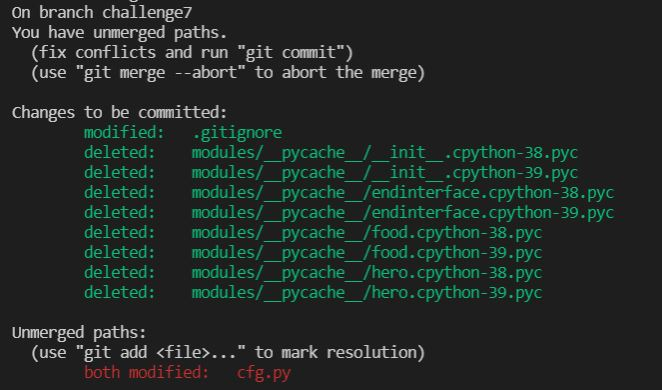 On branch challenge7
You have unmerged paths.
  (fix conflicts and run "git commit")
  (use "git merge --abort" to abort the merge)

Changes to be committed:
        modified:   .gitignore
        deleted:    modules/__pycache__/__init__.cpython-38.pyc
        deleted:    modules/__pycache__/__init__.cpython-39.pyc
        deleted:    modules/__pycache__/endinterface.cpython-38.pyc
        deleted:    modules/__pycache__/endinterface.cpython-39.pyc
        deleted:    modules/__pycache__/food.cpython-38.pyc
        deleted:    modules/__pycache__/food.cpython-39.pyc
        deleted:    modules/__pycache__/hero.cpython-38.pyc
        deleted:    modules/__pycache__/hero.cpython-39.pyc

Unmerged paths:
  (use "git add <file>..." to mark resolution)
        both modified:   cfg.py